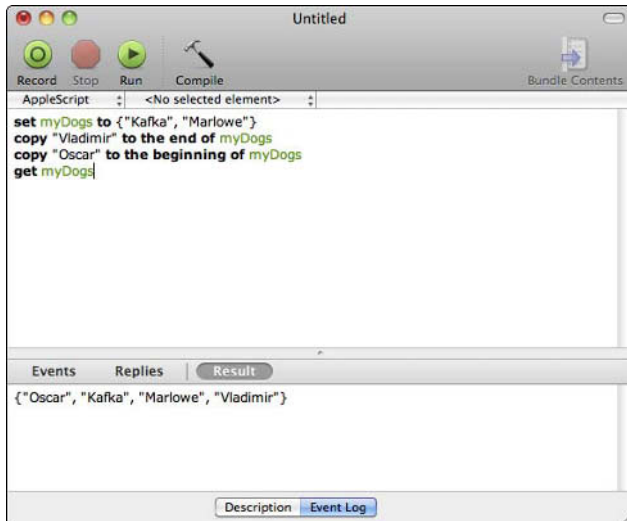 Untitled
Record Stop Run Compile Bundle Contents
AppleScript <No selected element>
set myDogs to {"Kafka", "Marlowe"}
copy "Vladimir" to the end of myDogs
copy "Oscar" to the beginning of myDogs
get myDogs
Events Replies Result
{"Oscar", "Kafka", "Marlowe", "Vladimir"}
Description Event Log